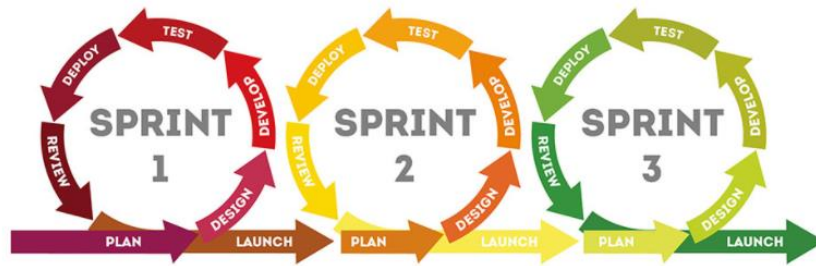 TEST
DEPLOY
DEVELOP
SPRINT
1
REVIEW
DESIGN
PLAN
LAUNCH
TEST
DEPLOY
DEVELOP
SPRINT
2
REVIEW
DESIGN
PLAN
LAUNCH
TEST
DEPLOY
DEVELOP
SPRINT
3
REVIEW
DESIGN
PLAN
LAUNCH